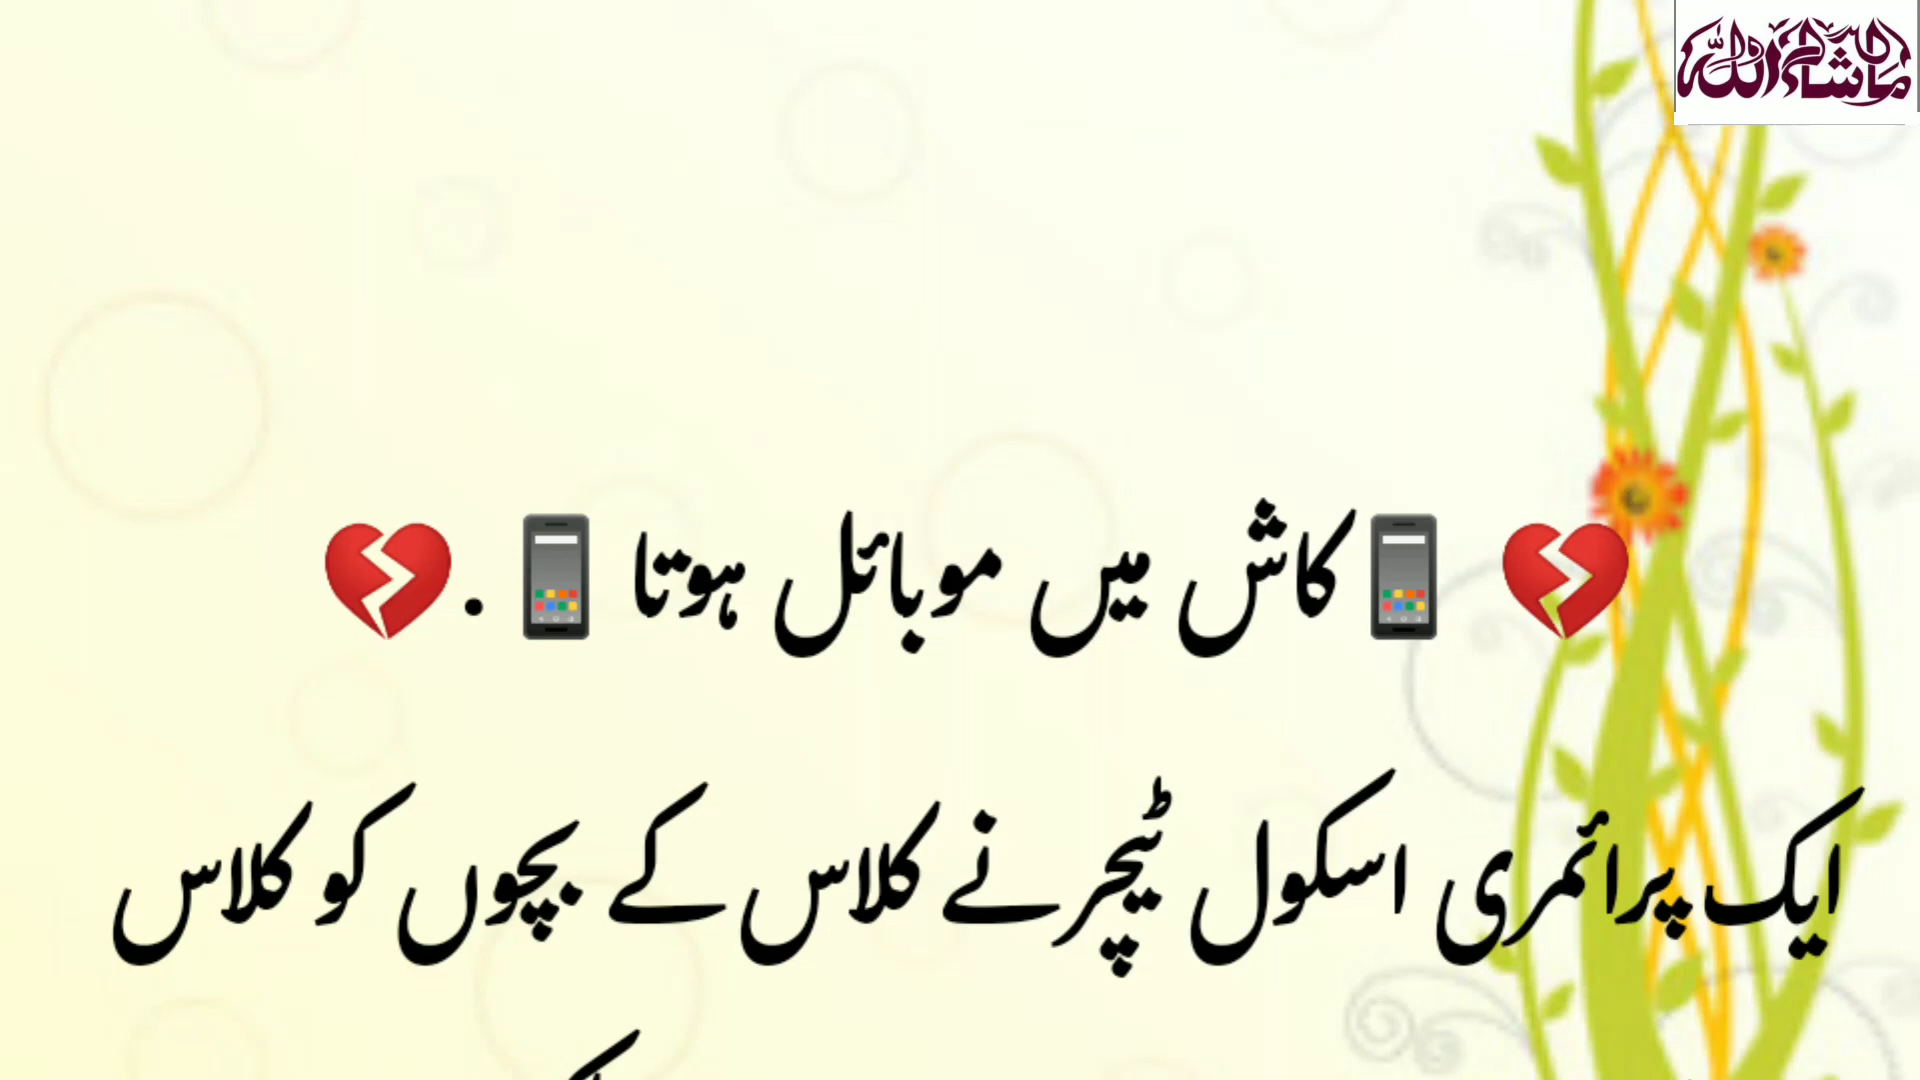 ماشاءاللہ
💔 📱کاش میں موبائل ہوتا 📱.💔
ایک پرائمری اسکول ٹیچر نے کلاس کے بچوں کو کلاس